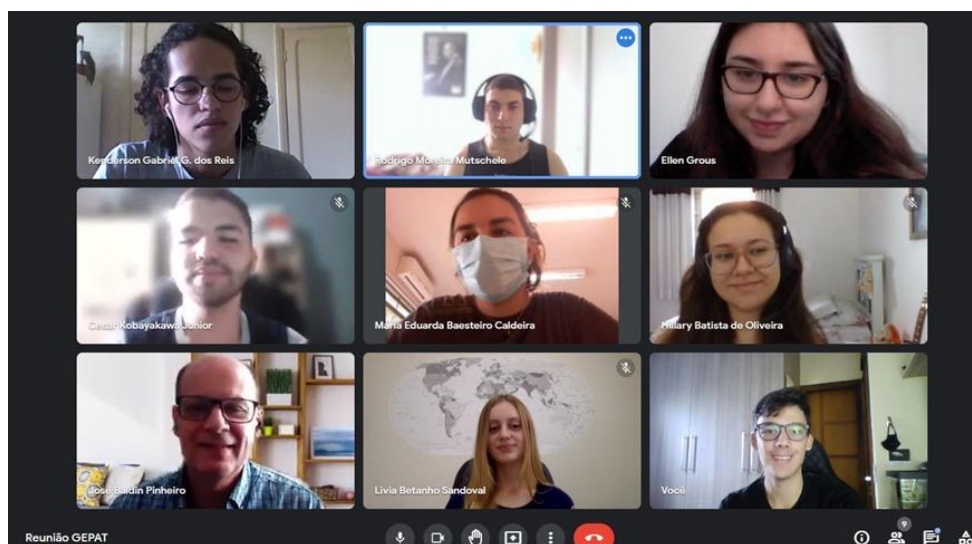 Kenderson Gabriel G. dos Reis
Rodrigo Moreira Mutschele
Ellen Grous
Cesar Kobayakawa Junior
Maria Eduarda Baesteiro Caldeira
Hillary Batista de Oliveira
José Baldin Pinheiro
Livia Betanho Sandoval
Você
Reunião GEPAT
9